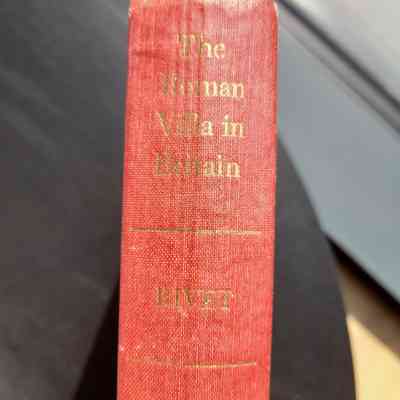 The
Roman
Villa in
Britain
RIVET